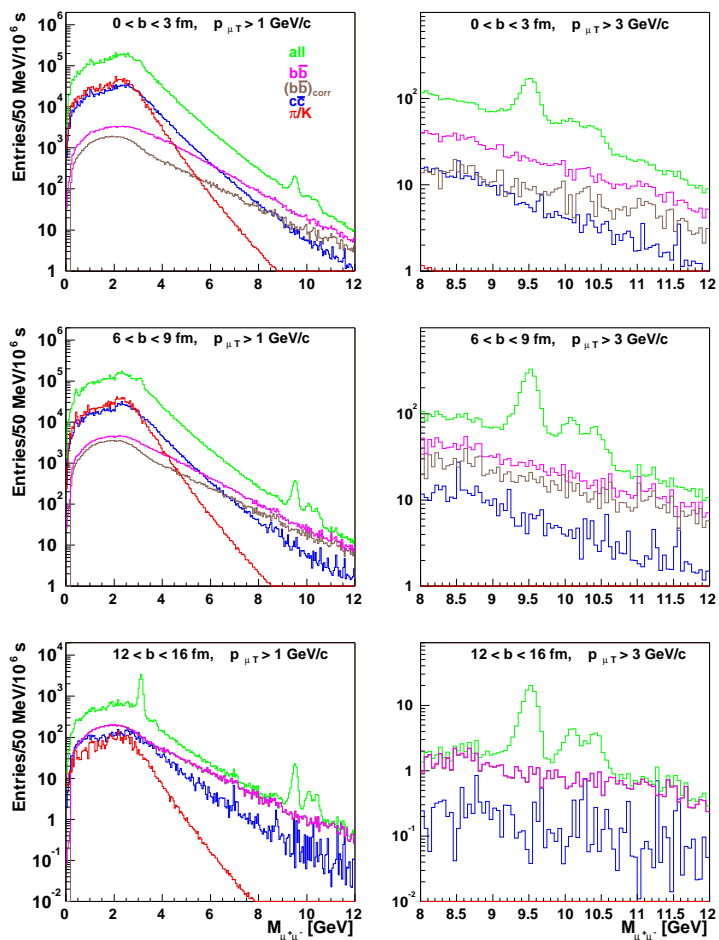 0 < b < 3 fm, p μT > 1 GeV/c
all
bb̅
(bb̅)corr
cc̅
π/K
Entries/50 MeV/10⁶ s
10⁶
10⁵
10⁴
10³
10²
10
1
0 2 4 6 8 10 12
0 < b < 3 fm, p μT > 3 GeV/c
10²
10
1
8 8.5 9 9.5 10 10.5 11 11.5 12
6 < b < 9 fm, p μT > 1 GeV/c
Entries/50 MeV/10⁶ s
10⁶
10⁵
10⁴
10³
10²
10
1
0 2 4 6 8 10 12
6 < b < 9 fm, p μT > 3 GeV/c
10²
10
1
8 8.5 9 9.5 10 10.5 11 11.5 12
12 < b < 16 fm, p μT > 1 GeV/c
Entries/50 MeV/10⁶ s
10⁴
10³
10²
10
1
10⁻¹
10⁻²
0 2 4 6 8 10 12
M μ⁺μ⁻ [GeV]
12 < b < 16 fm, p μT > 3 GeV/c
10
1
10⁻¹
10⁻²
8 8.5 9 9.5 10 10.5 11 11.5 12
M μ⁺μ⁻ [GeV]